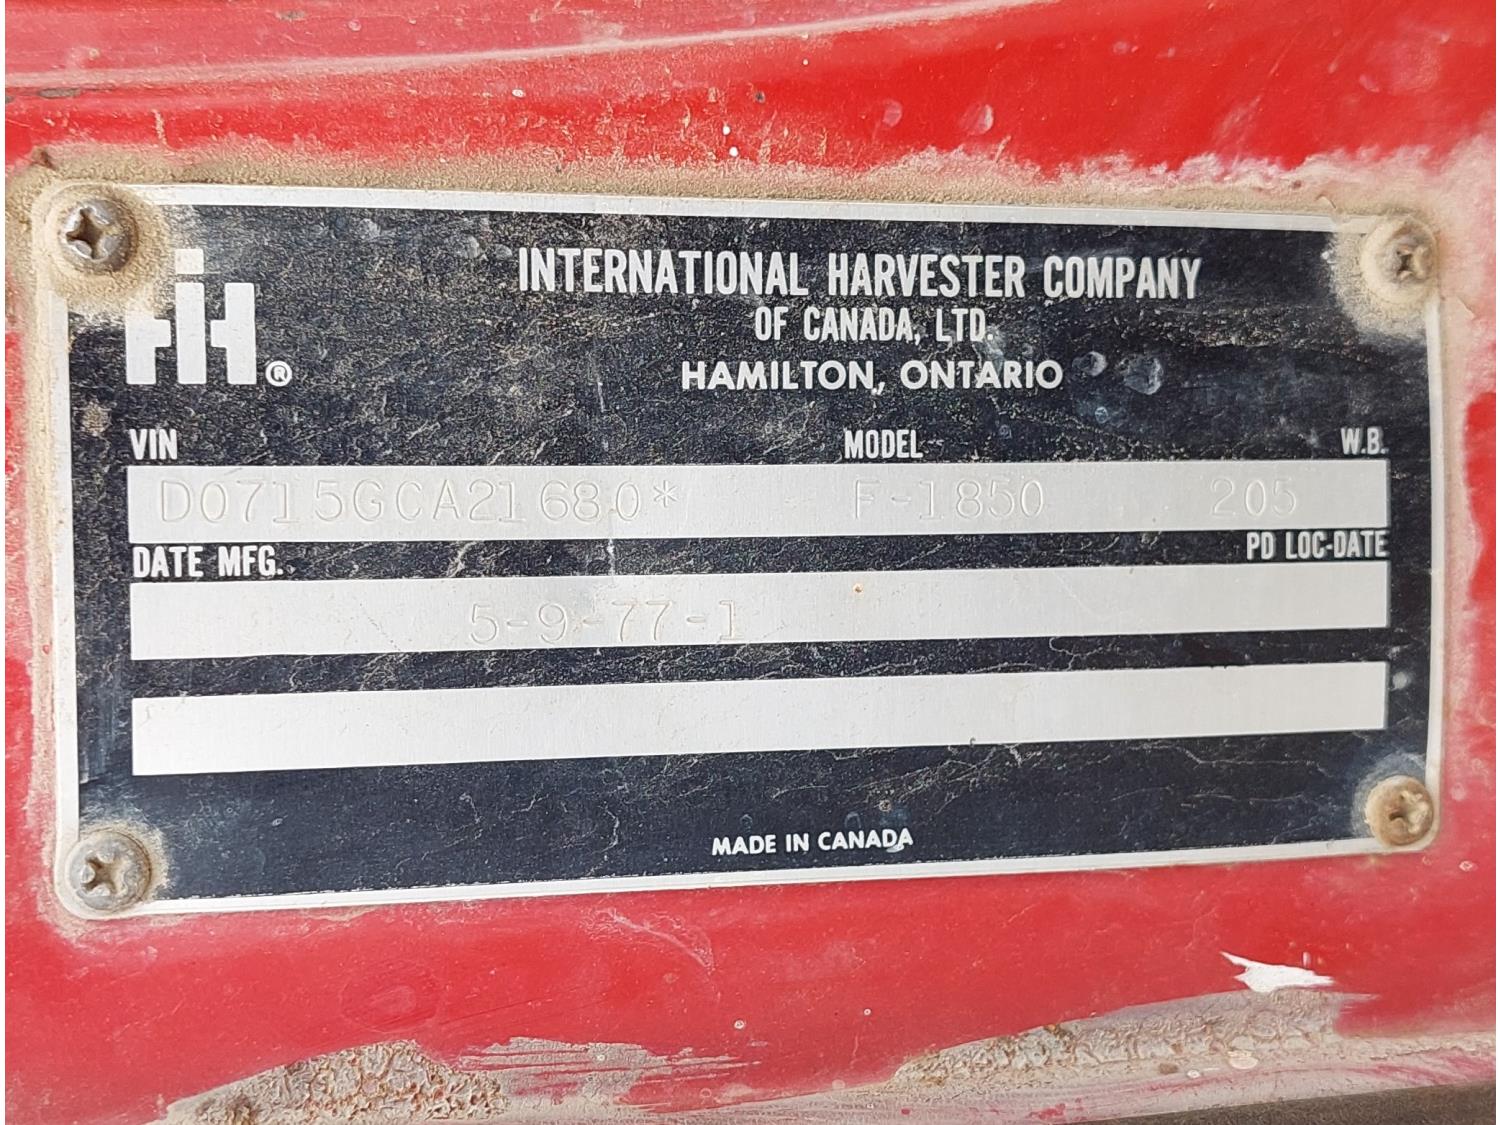 INTERNATIONAL HARVESTER COMPANY
OF CANADA, LTD.
IH ®
HAMILTON, ONTARIO
VIN MODEL W.B.
D0715GCA21680* F-1850 205
DATE MFG. PD LOC-DATE
5-9-77-1
MADE IN CANADA